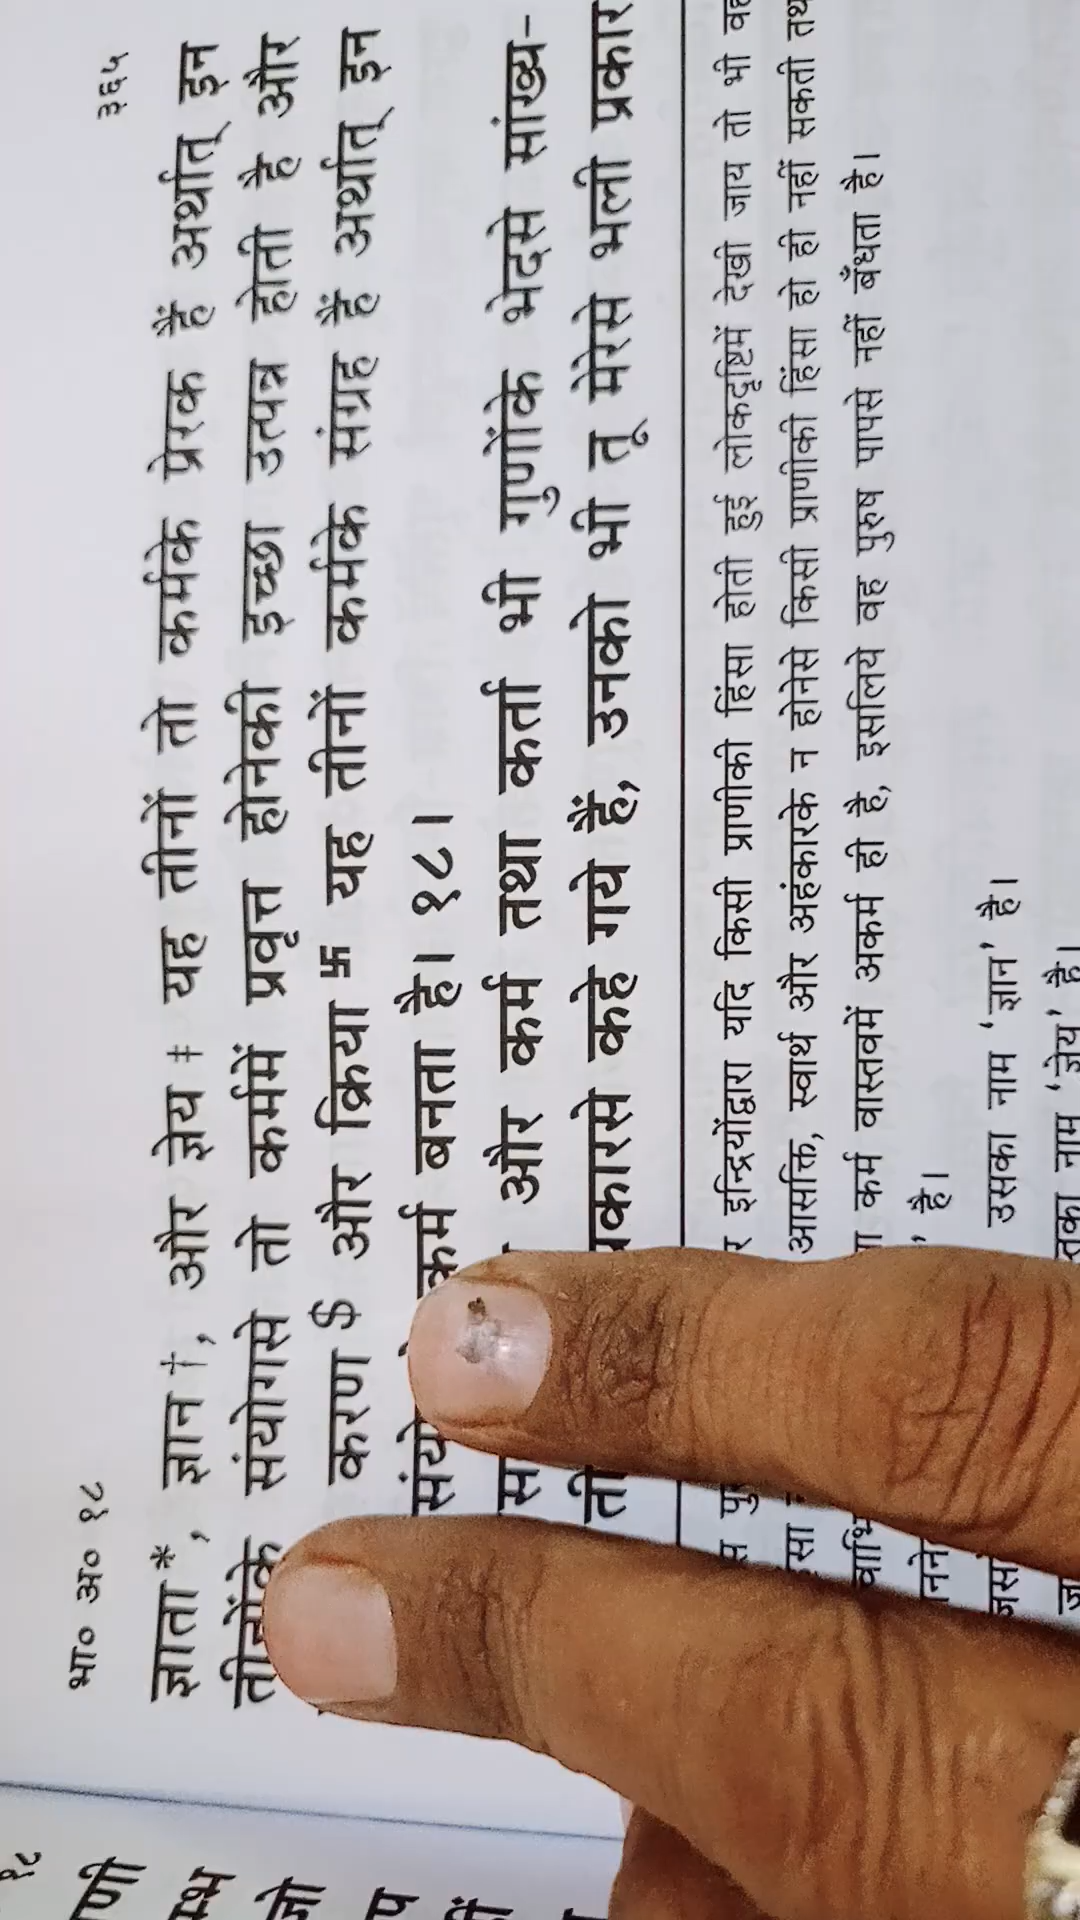 भा० अ० १८ ३६५
ज्ञाता*, ज्ञान†, और ज्ञेय‡ यह तीनों तो कर्मके प्रेरक हैं अर्थात् इन
तीनोंके संयोगसे तो कर्ममें प्रवृत्त होनेकी इच्छा उत्पन्न होती है और
करण $ और क्रिया 卐 यह तीनों कर्मके संग्रह हैं अर्थात् इन
कर्म बनता है। १८।
और कर्म तथा कर्ता भी गुणोंके भेदसे सांख्य-
कहे गये हैं, उनको भी तू मेरेसे भली प्रकार
इन्द्रियोंद्वारा यदि किसी प्राणीकी हिंसा होती हुई लोकदृष्टिमें देखी जाय तो भी वह
आसक्ति, स्वार्थ और अहंकारके न होनेसे किसी प्राणीकी हिंसा हो ही नहीं सकती तथा
कर्म वास्तवमें अकर्म ही है, इसलिये वह पुरुष पापसे नहीं बँधता है।
है।
उसका नाम 'ज्ञान' है।
नाम 'ज्ञेय' है।